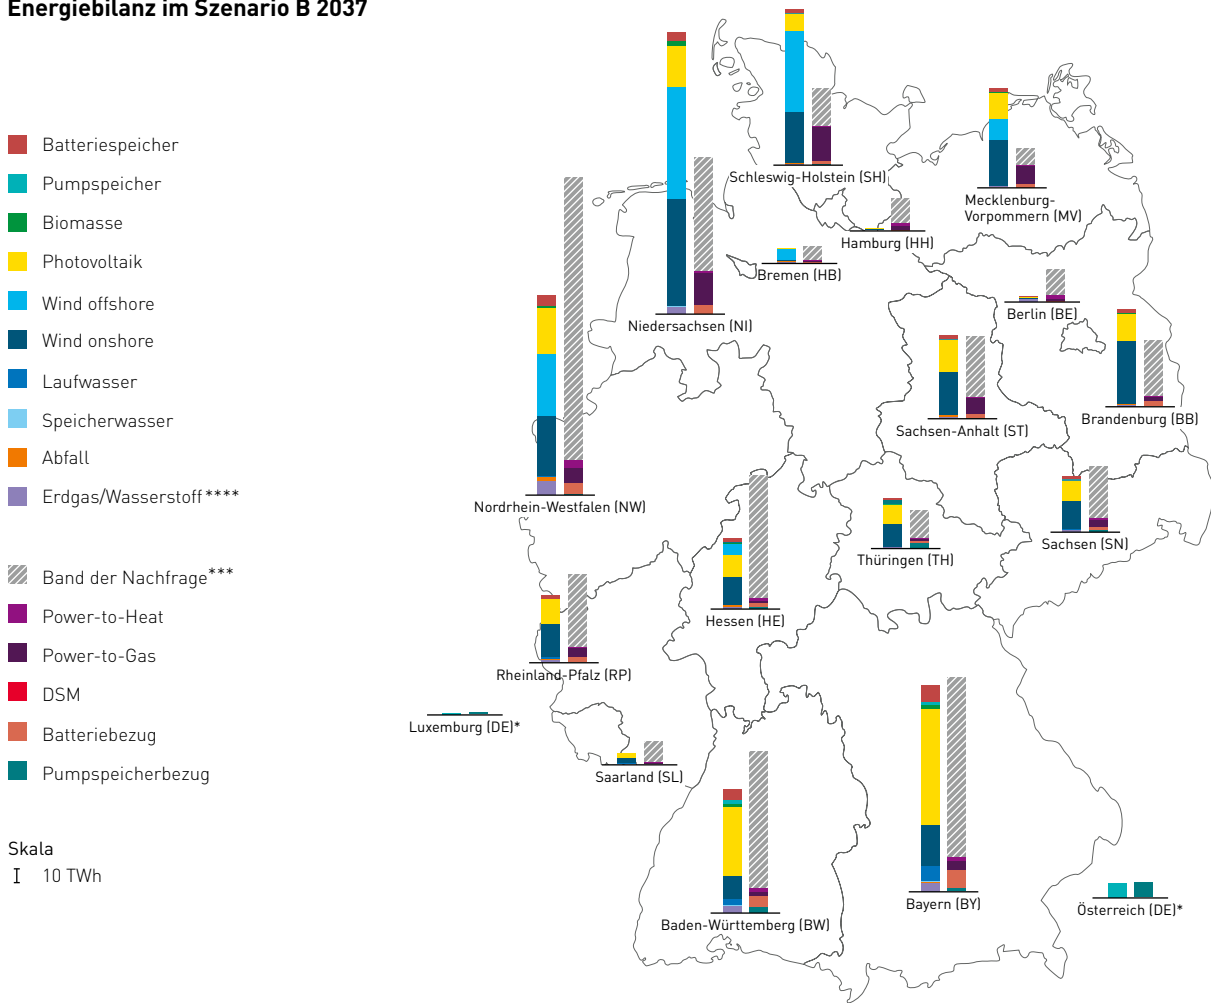 Energiebilanz im Szenario B 2037
Batteriespeicher
Pumpspeicher
Biomasse
Photovoltaik
Wind offshore
Wind onshore
Laufwasser
Speicherwasser
Abfall
Erdgas/Wasserstoff****
Band der Nachfrage***
Power-to-Heat
Power-to-Gas
DSM
Batteriebezug
Pumpspeicherbezug
Skala
10 TWh
Schleswig-Holstein (SH)
Mecklenburg-
Vorpommern (MV)
Hamburg (HH)
Bremen (HB)
Niedersachsen (NI)
Berlin (BE)
Brandenburg (BB)
Sachsen-Anhalt (ST)
Nordrhein-Westfalen (NW)
Sachsen (SN)
Thüringen (TH)
Hessen (HE)
Rheinland-Pfalz (RP)
Luxemburg (DE)*
Saarland (SL)
Bayern (BY)
Österreich (DE)*
Baden-Württemberg (BW)